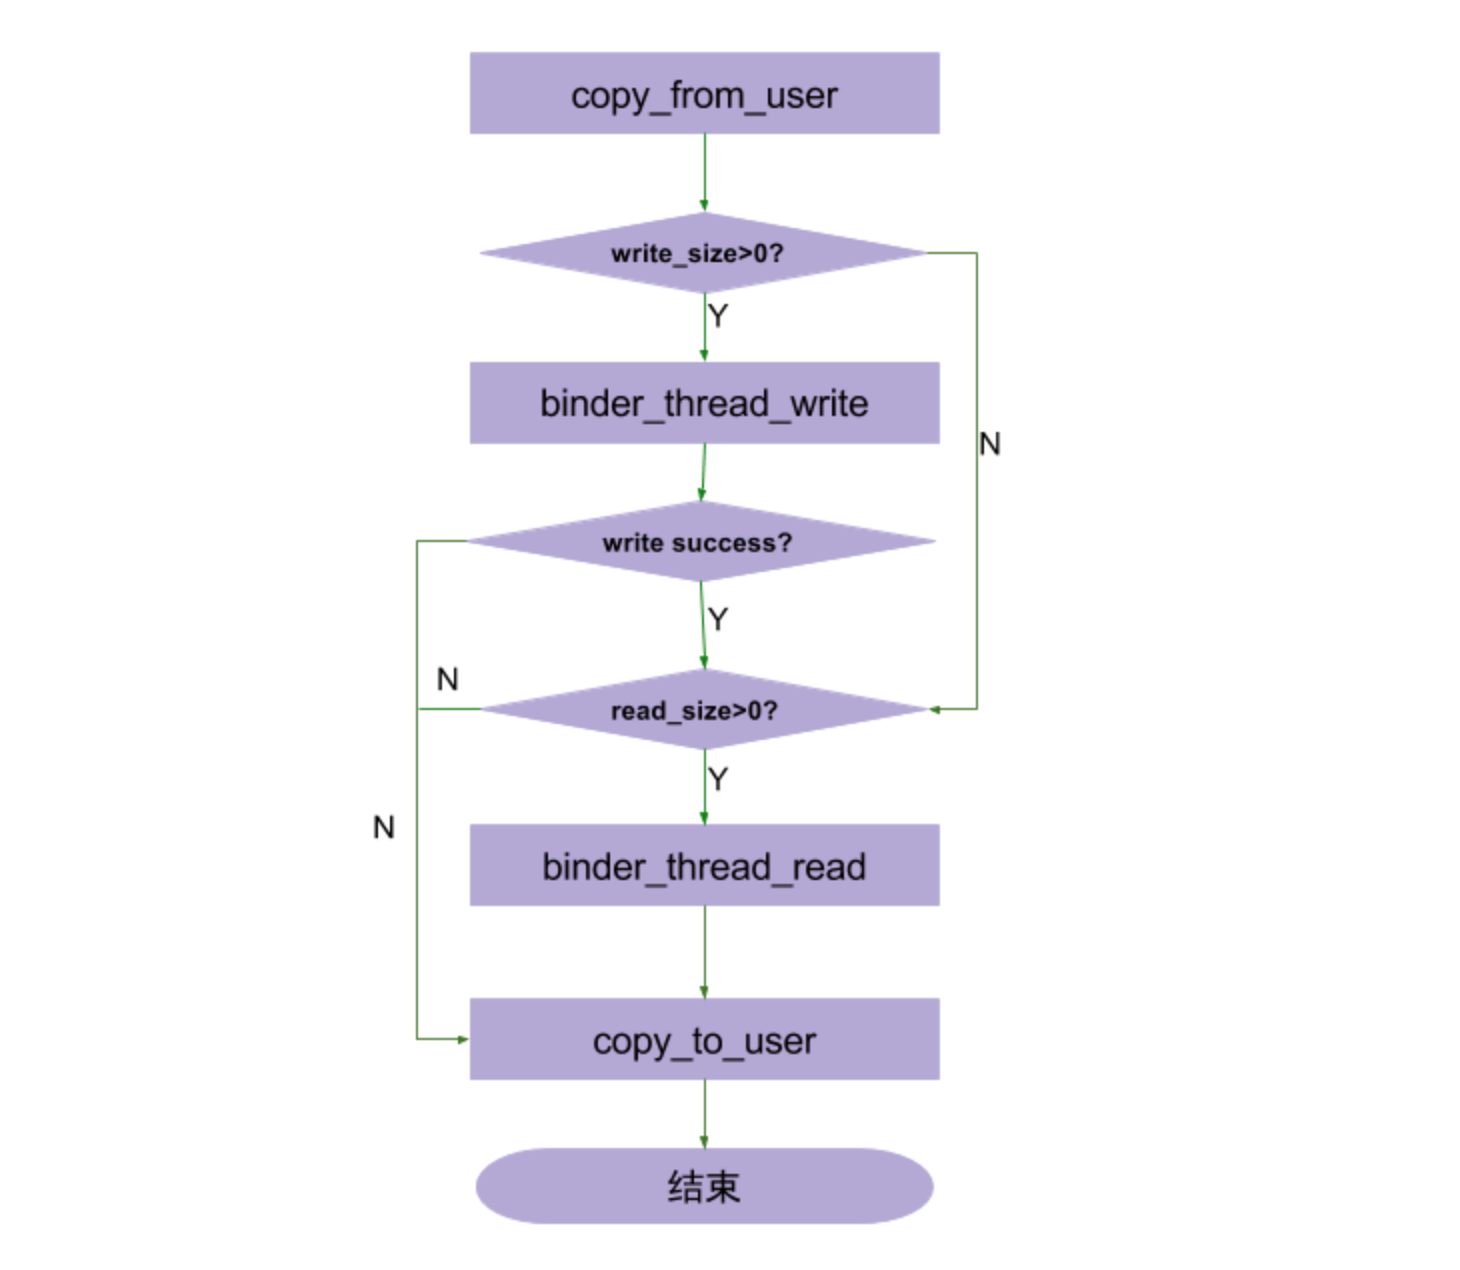 copy_from_user
write_size>0?
Y
binder_thread_write
N
write success?
Y
N
read_size>0?
Y
N
binder_thread_read
copy_to_user
结束